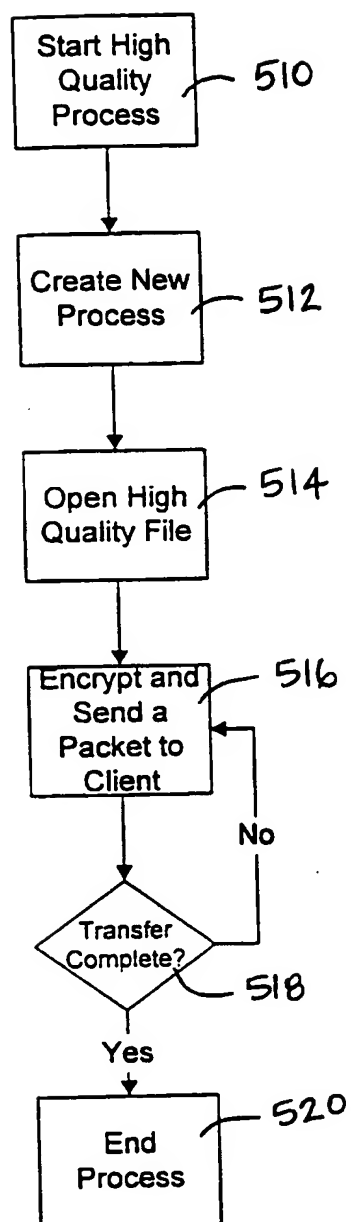 Start High
Quality
Process
510
Create New
Process
512
Open High
Quality File
514
Encrypt and
Send a
Packet to
Client
516
No
Transfer
Complete?
518
Yes
End
Process
520